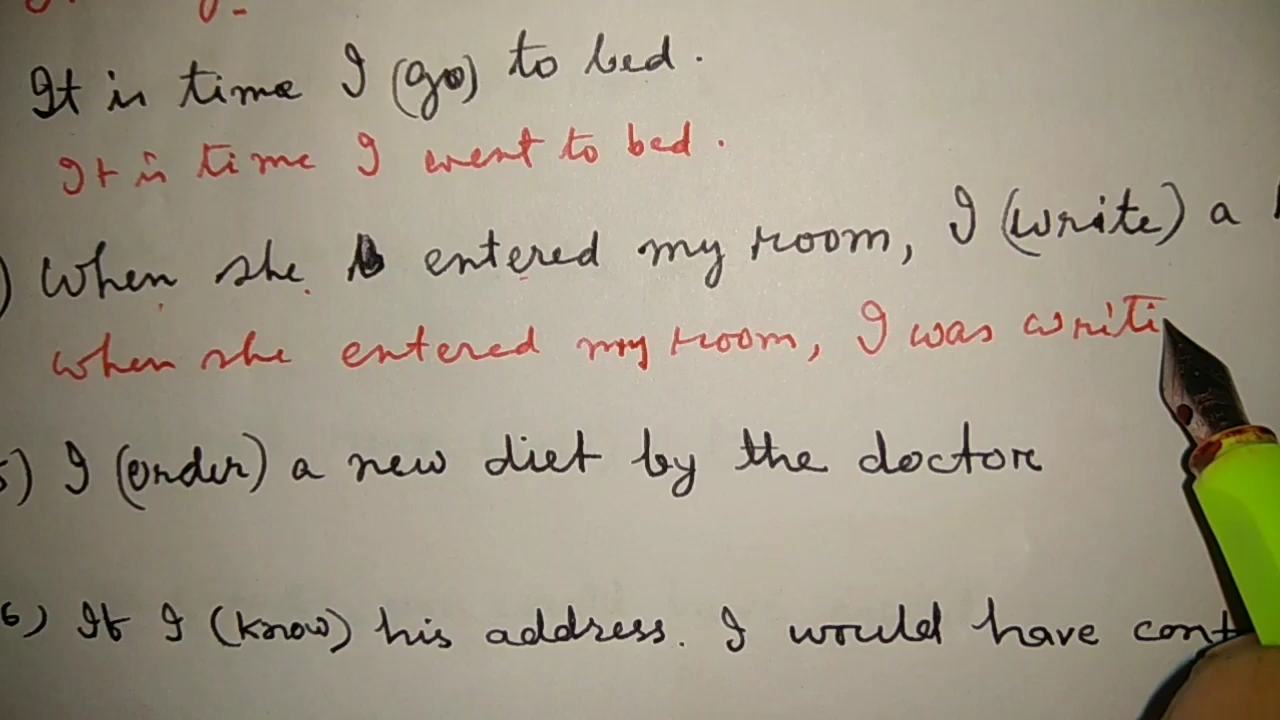 It is time I (go) to bed.
It is time I went to bed.
) When she entered my room, I (write) a
when she entered my room, I was writi
5) I (order) a new diet by the doctor
6) If I (know) his address. I would have cont